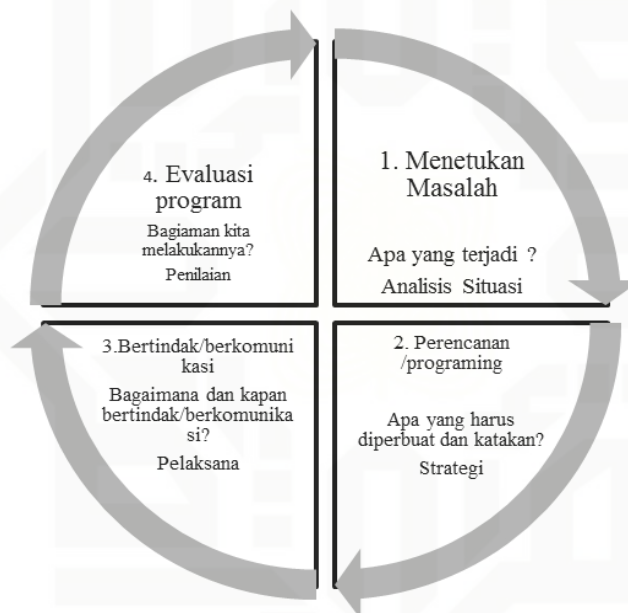 1. Menetukan
Masalah
Apa yang terjadi ?
Analisis Situasi
2. Perencanan
/programing
Apa yang harus
diperbuat dan katakan?
Strategi
3.Bertindak/berkomuni
kasi
Bagaimana dan kapan
bertindak/berkomunika
si?
Pelaksana
4. Evaluasi
program
Bagiaman kita
melakukannya?
Penilaian